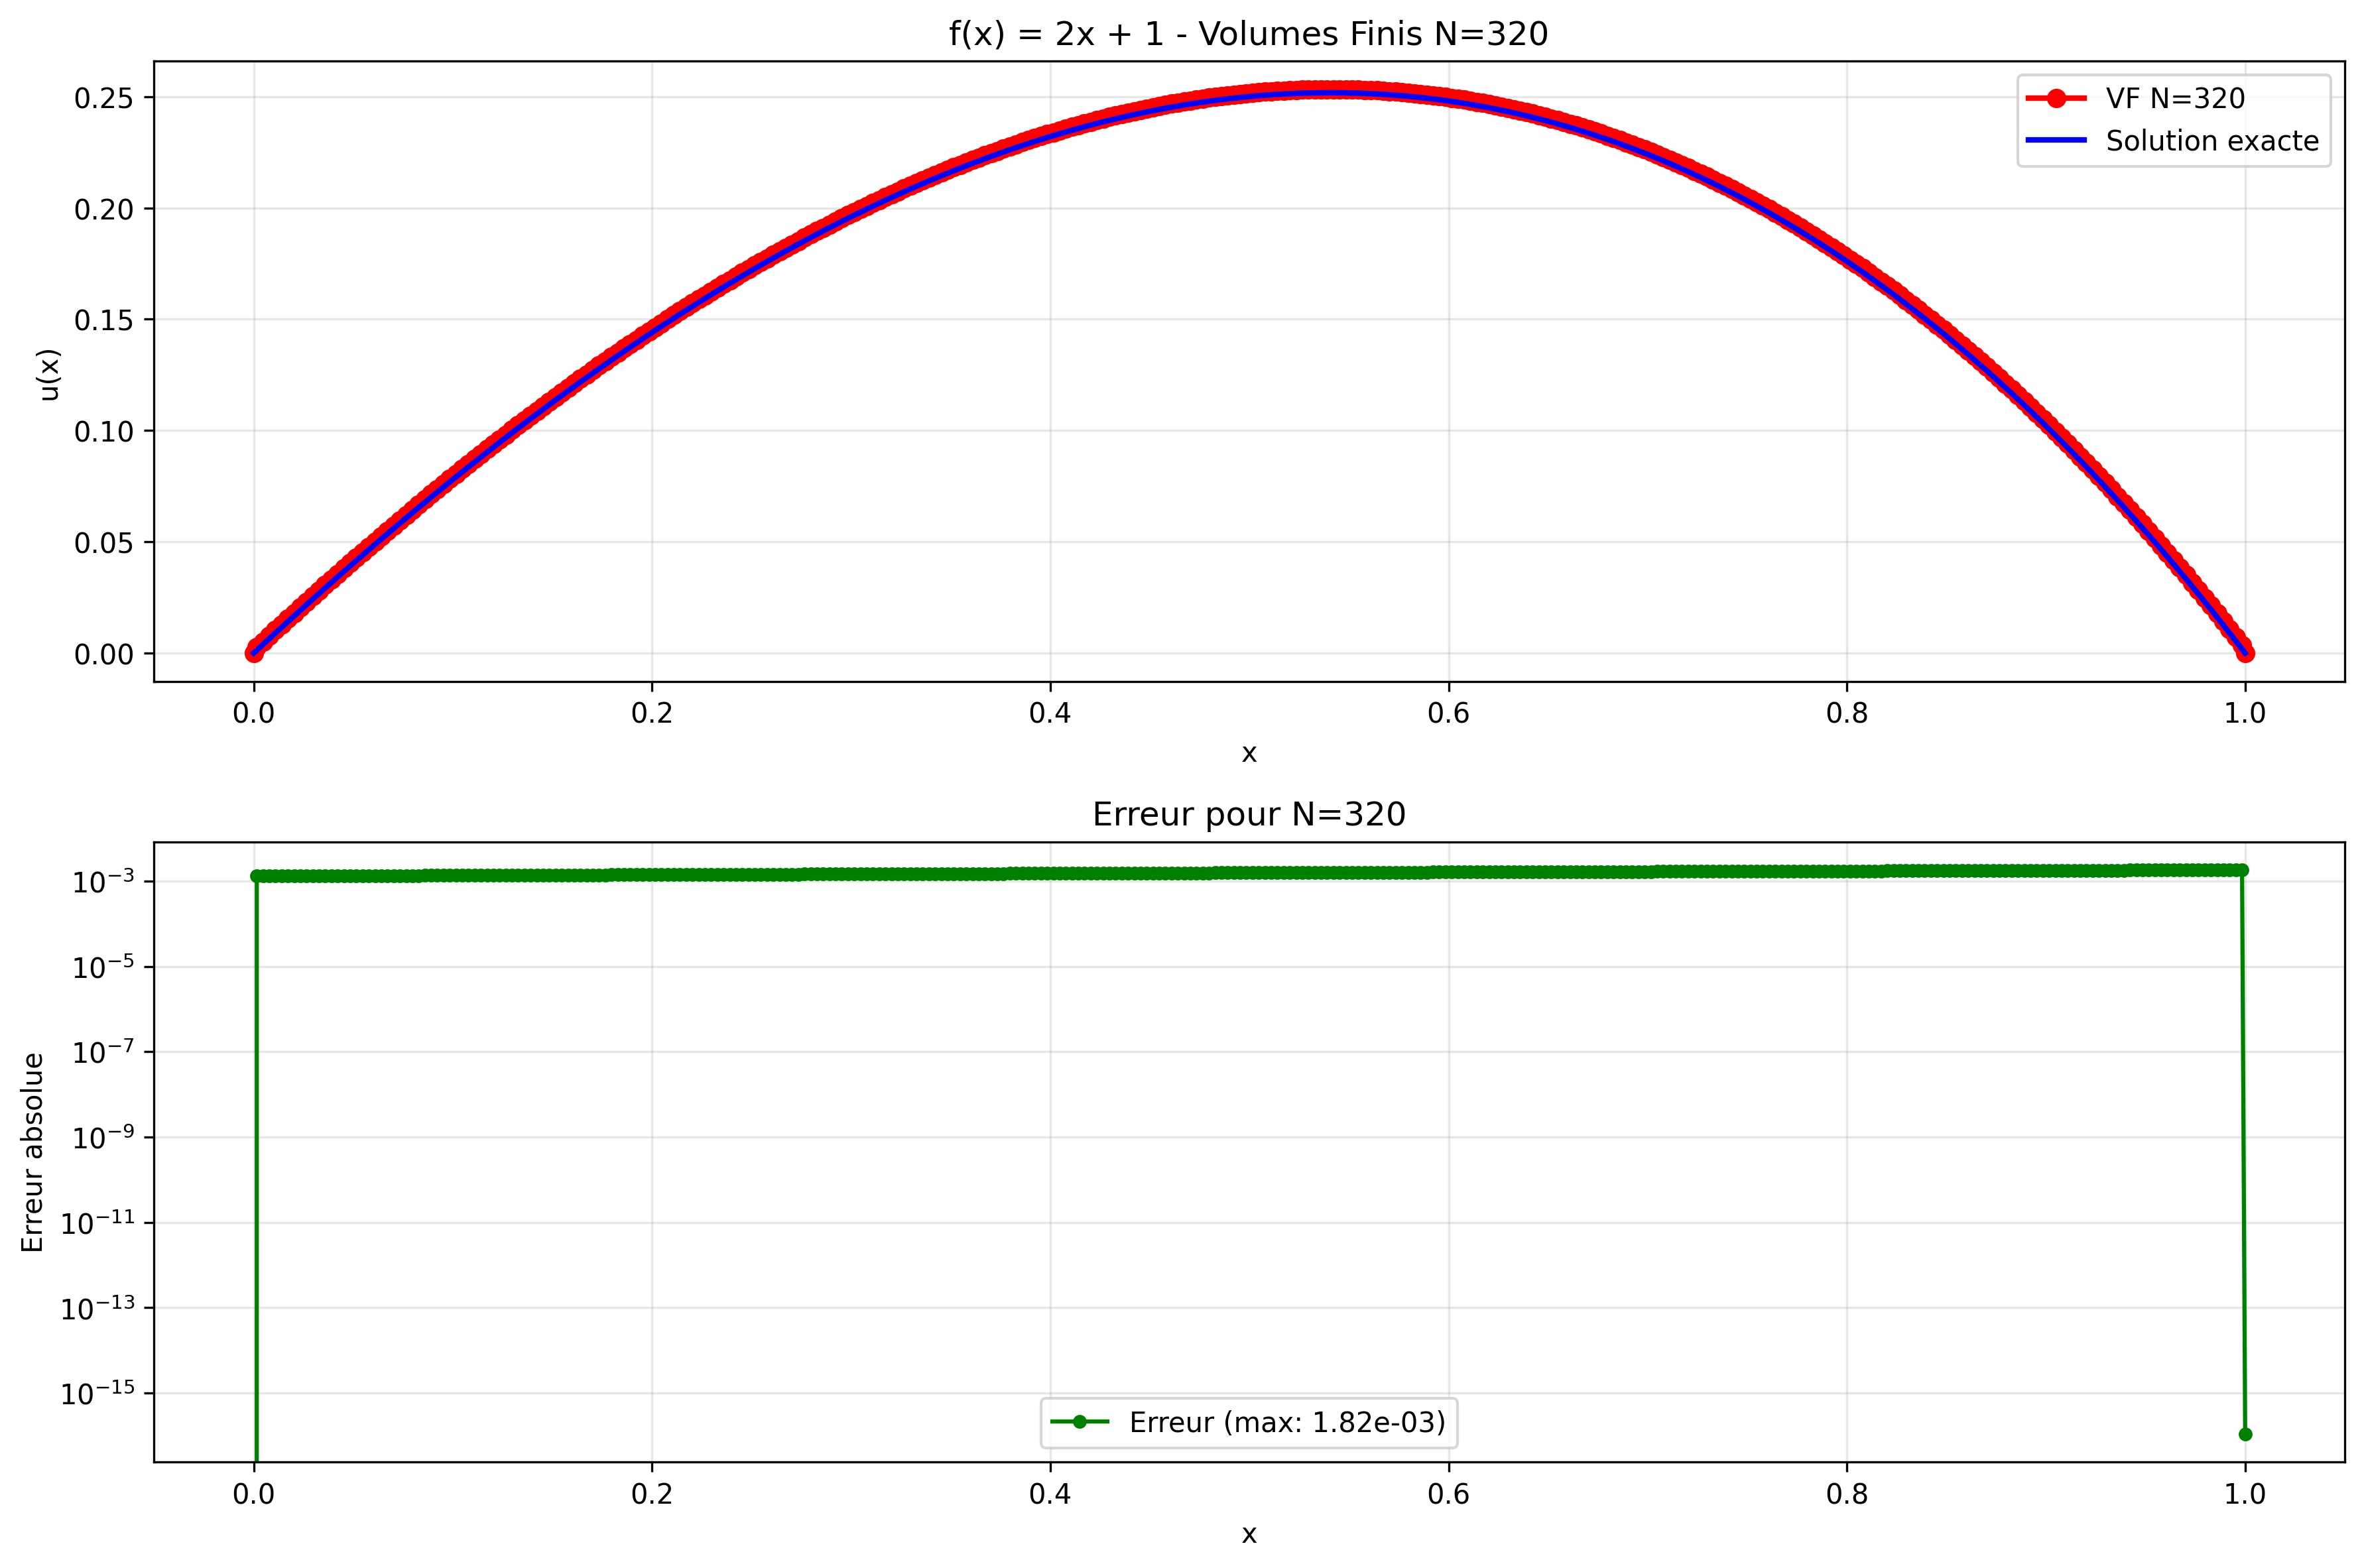 f(x) = 2x + 1 - Volumes Finis N=320
VF N=320
Solution exacte
u(x)
0.25
0.20
0.15
0.10
0.05
0.00
0.0 0.2 0.4 0.6 0.8 1.0
x
Erreur pour N=320
Erreur absolue
10⁻³
10⁻⁵
10⁻⁷
10⁻⁹
10⁻¹¹
10⁻¹³
10⁻¹⁵
Erreur (max: 1.82e-03)
0.0 0.2 0.4 0.6 0.8 1.0
x